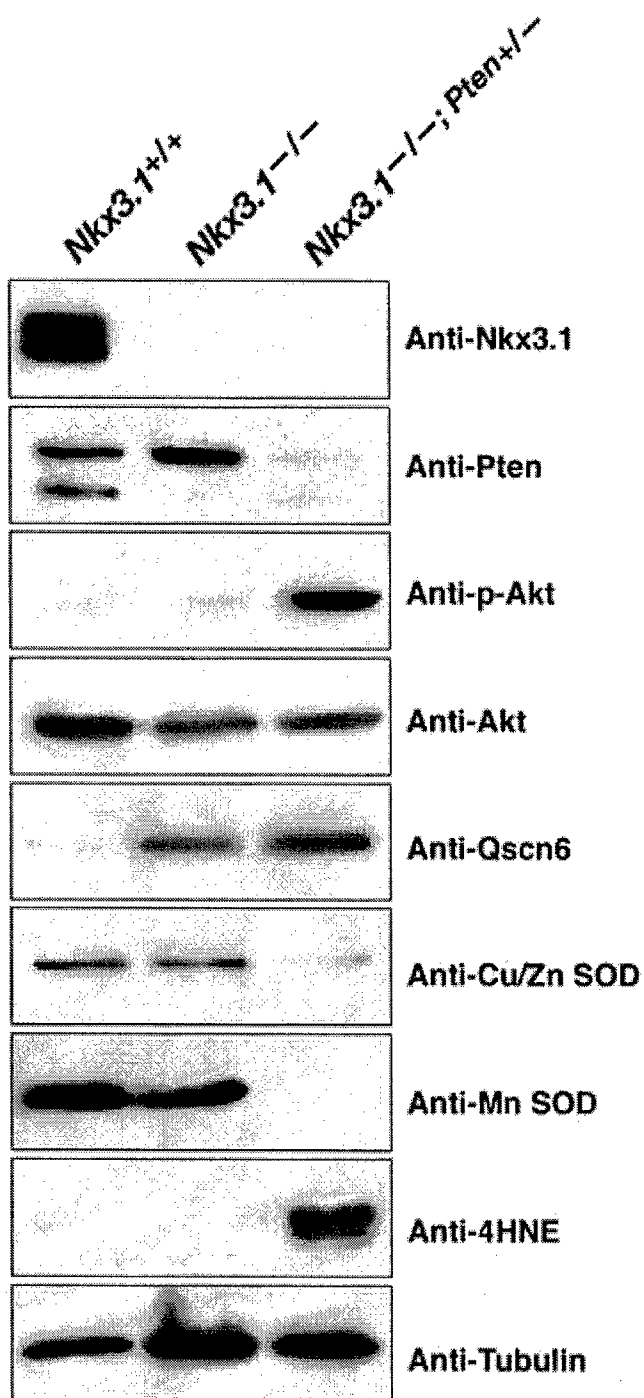 Nkx3.1+/+
Nkx3.1−/−
Nkx3.1−/−; Pten+/−
Anti-Nkx3.1
Anti-Pten
Anti-p-Akt
Anti-Akt
Anti-Qscn6
Anti-Cu/Zn SOD
Anti-Mn SOD
Anti-4HNE
Anti-Tubulin